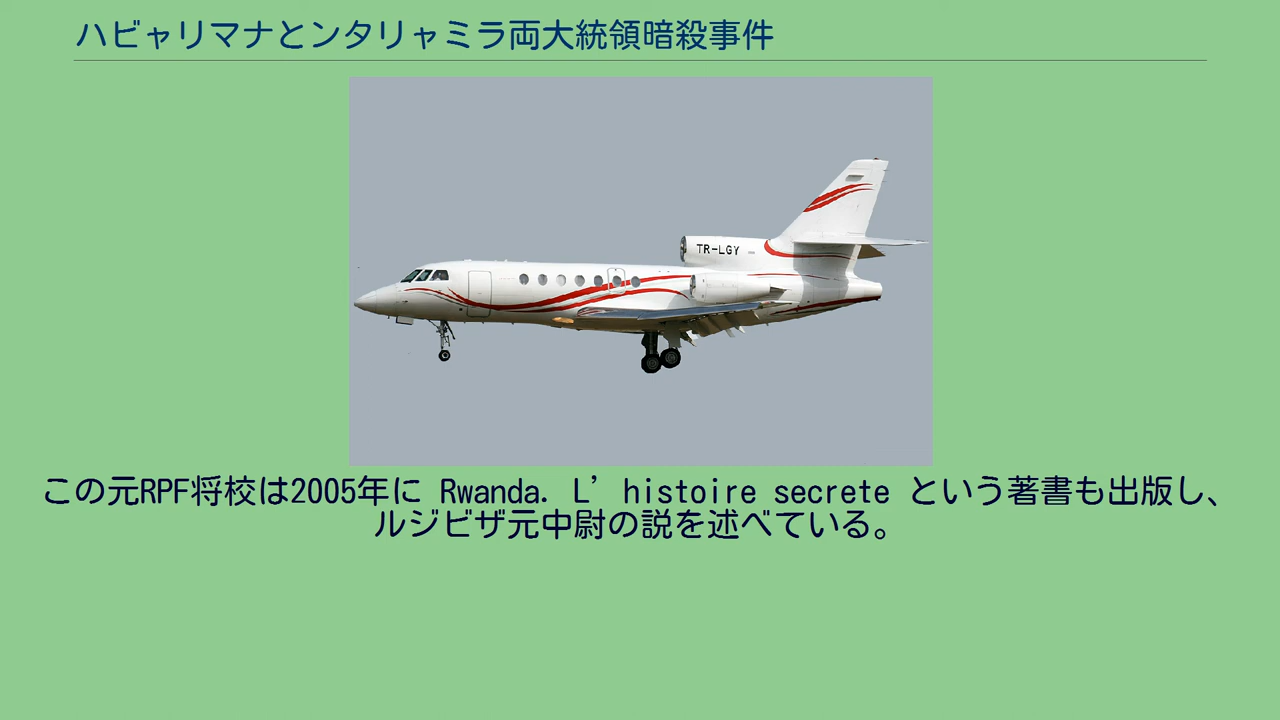 ハビャリマナとンタリャミラ両大統領暗殺事件
TR-LGY
この元RPF将校は2005年に Rwanda. L’histoire secrete という著書も出版し、
ルジビザ元中尉の説を述べている。